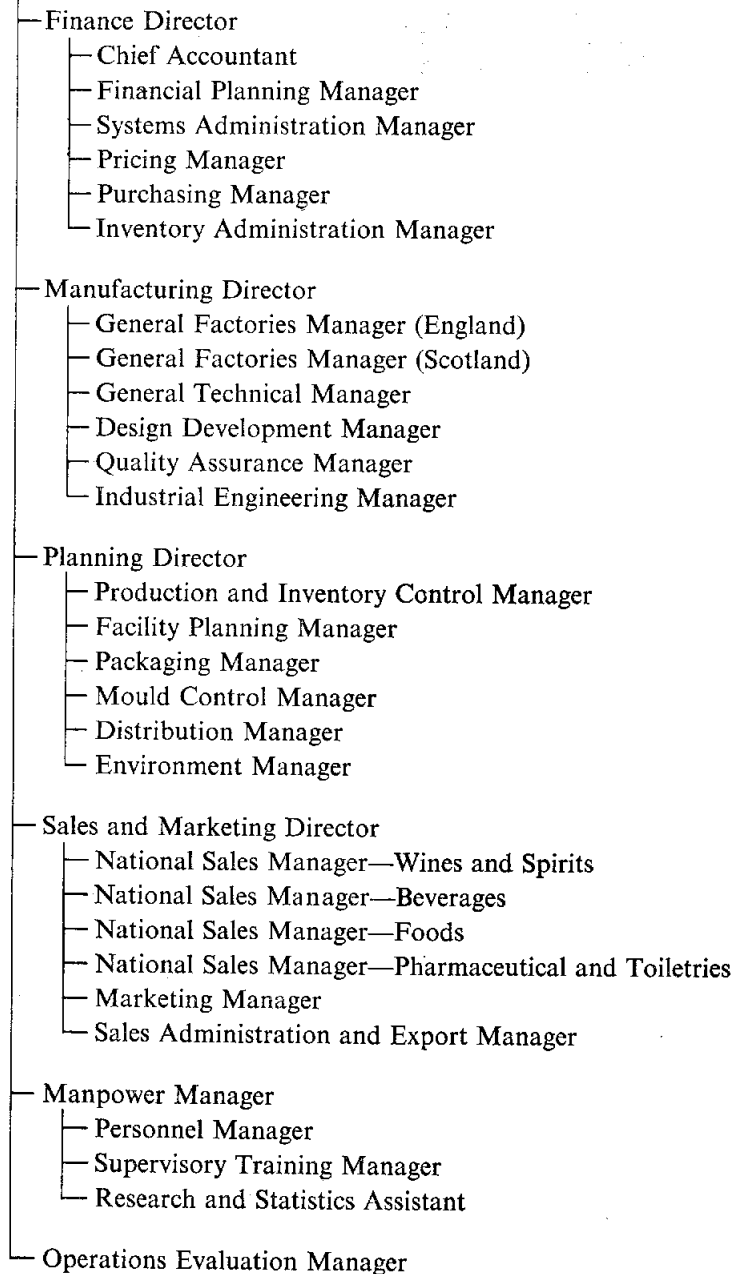 Finance Director
Chief Accountant
Financial Planning Manager
Systems Administration Manager
Pricing Manager
Purchasing Manager
Inventory Administration Manager
Manufacturing Director
General Factories Manager (England)
General Factories Manager (Scotland)
General Technical Manager
Design Development Manager
Quality Assurance Manager
Industrial Engineering Manager
Planning Director
Production and Inventory Control Manager
Facility Planning Manager
Packaging Manager
Mould Control Manager
Distribution Manager
Environment Manager
Sales and Marketing Director
National Sales Manager—Wines and Spirits
National Sales Manager—Beverages
National Sales Manager—Foods
National Sales Manager—Pharmaceutical and Toiletries
Marketing Manager
Sales Administration and Export Manager
Manpower Manager
Personnel Manager
Supervisory Training Manager
Research and Statistics Assistant
Operations Evaluation Manager